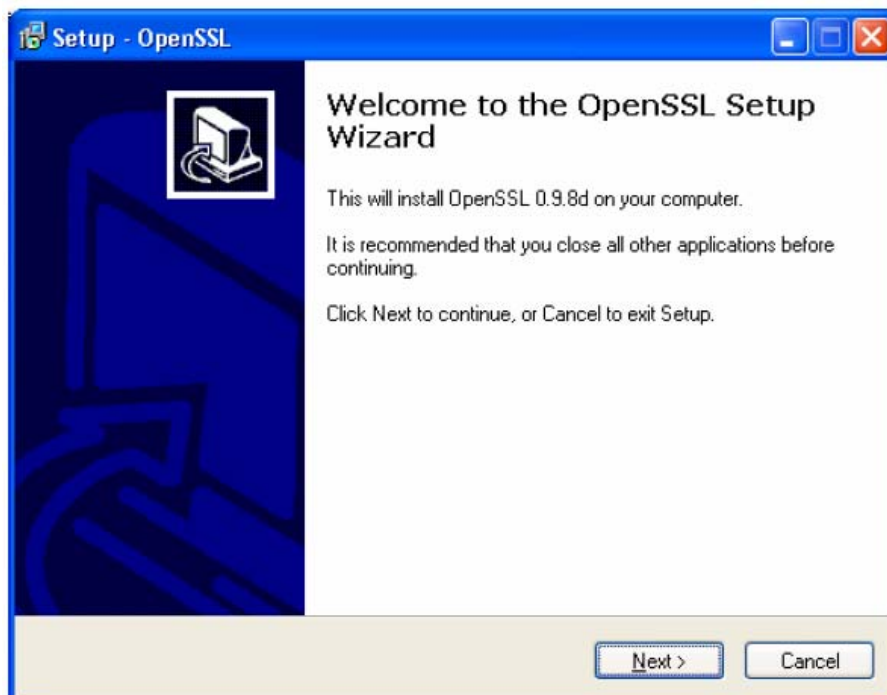 Setup - OpenSSL
Welcome to the OpenSSL Setup
Wizard
This will install OpenSSL 0.9.8d on your computer.
It is recommended that you close all other applications before
continuing.
Click Next to continue, or Cancel to exit Setup.
Next >
Cancel